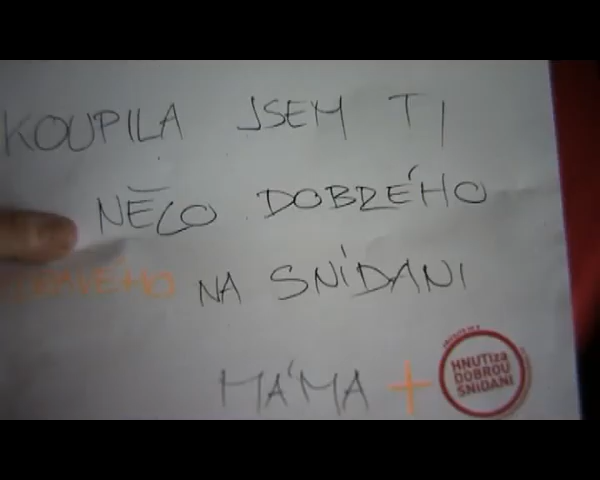 KOUPILA JSEM TI
NĚCO DOBRÉHO
NA SNÍDANI
MÁMA +
HNUTÍ za
DOBROU
SNÍDANI